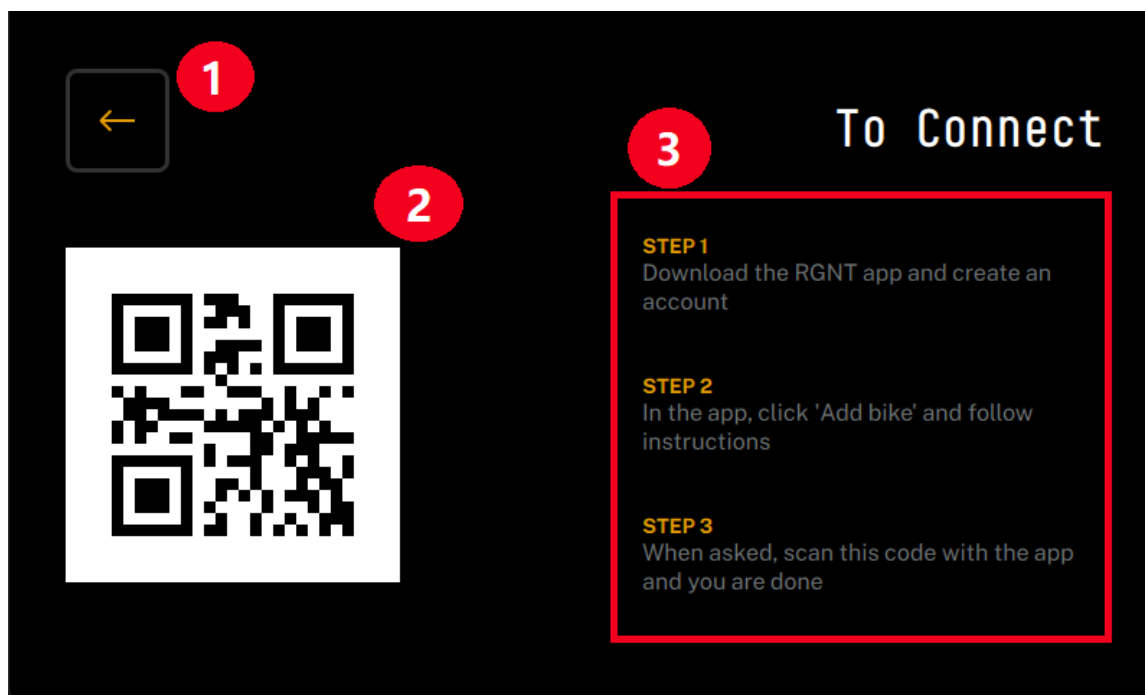 1
2
3
To Connect
STEP 1
Download the RGNT app and create an
account
STEP 2
In the app, click 'Add bike' and follow
instructions
STEP 3
When asked, scan this code with the app
and you are done